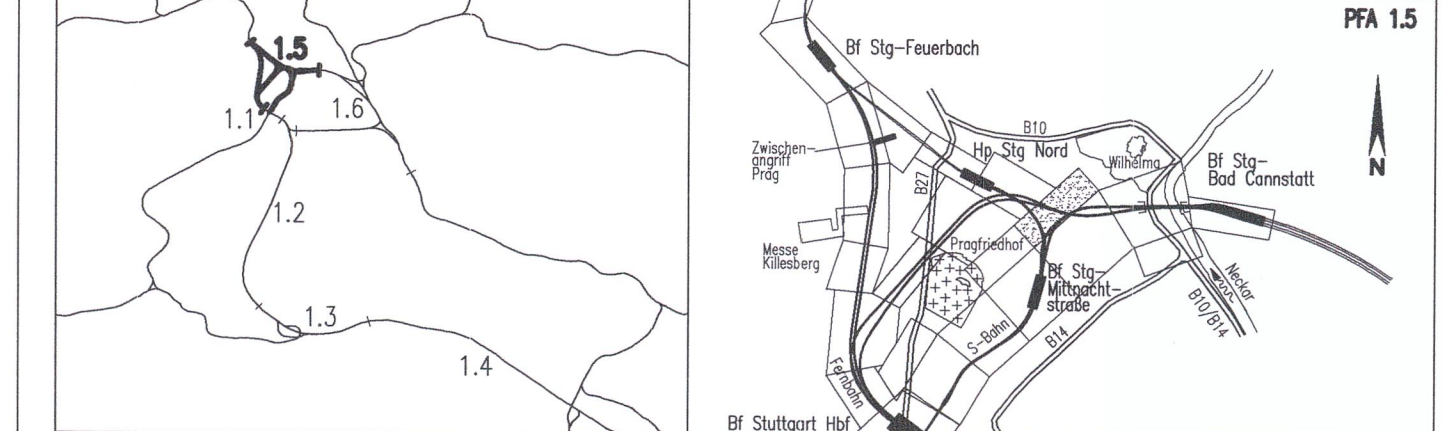 1.5
1.1
1.6
1.2
1.3
1.4
PFA 1.5
Bf Stg-Feuerbach
N
Zwischen-
angriff
Prag
B10
Hp Stg Nord
Wilhelma
Bf Stg-
Bad Cannstatt
B27
Messe
Killesberg
Pragfriedhof
Bf Stg-
Mittnacht-
straße
Neckar
B10/B14
S-Bahn
B14
Fernbahn
Bf Stuttgart Hbf